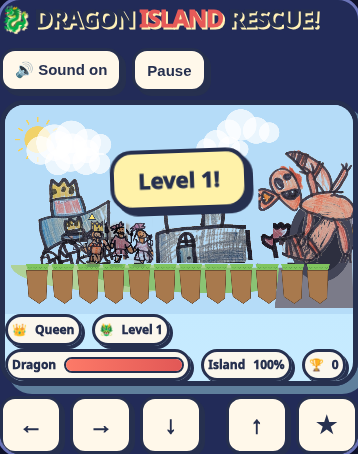 DRAGON ISLAND RESCUE!
Sound on
Pause
Level 1!
Queen
Level 1
Dragon
Island 100%
0